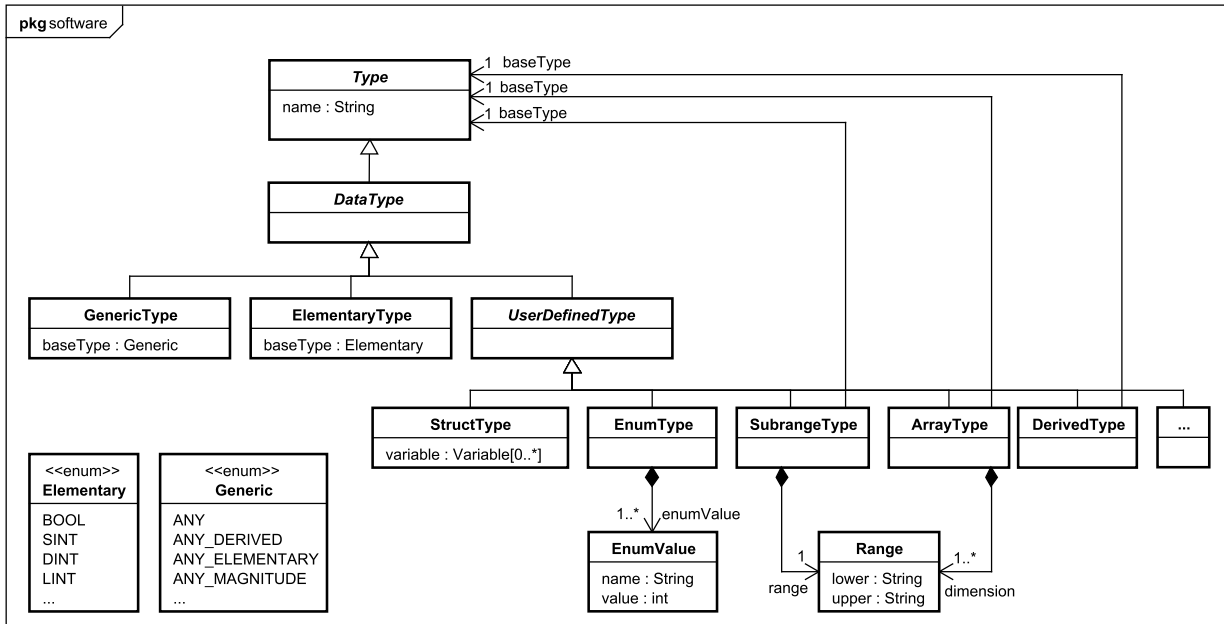 pkg software
Type
name : String
1 baseType
1 baseType
1 baseType
DataType
GenericType
baseType : Generic
ElementaryType
baseType : Elementary
UserDefinedType
StructType
variable : Variable[0..*]
EnumType
SubrangeType
ArrayType
DerivedType
...
<<enum>>
Elementary
BOOL
SINT
DINT
LINT
...
<<enum>>
Generic
ANY
ANY_DERIVED
ANY_ELEMENTARY
ANY_MAGNITUDE
...
1..* enumValue
EnumValue
name : String
value : int
1
range
Range
lower : String
upper : String
1..*
dimension